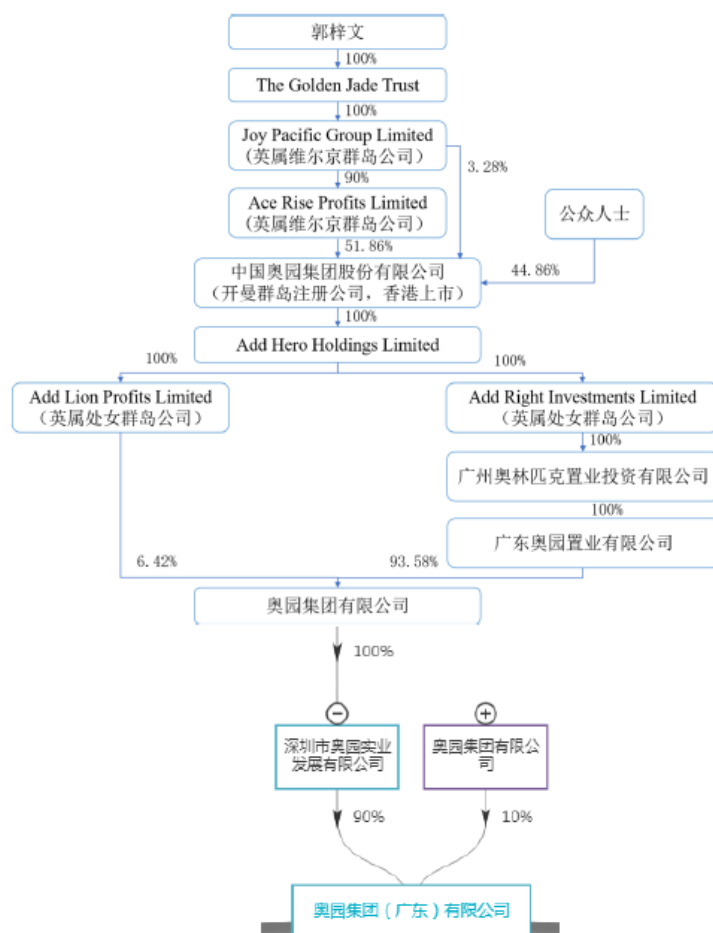 郭梓文
100%
The Golden Jade Trust
100%
Joy Pacific Group Limited
(英属维尔京群岛公司)
3.28%
90%
Ace Rise Profits Limited
(英属维尔京群岛公司)
公众人士
51.86%
中国奥园集团股份有限公司
（开曼群岛注册公司，香港上市）
44.86%
100%
Add Hero Holdings Limited
100%
100%
Add Lion Profits Limited
（英属处女群岛公司）
Add Right Investments Limited
（英属处女群岛公司）
100%
广州奥林匹克置业投资有限公司
100%
广东奥园置业有限公司
6.42%
93.58%
奥园集团有限公司
100%
深圳市奥园实业
发展有限公司
奥园集团有限公
司
90%
10%
奥园集团（广东）有限公司